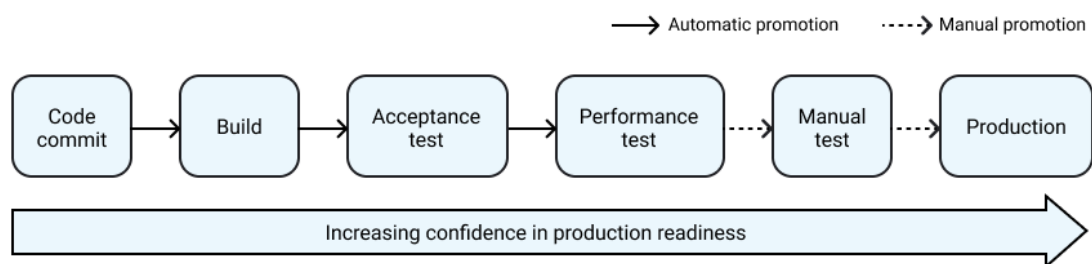 Automatic promotion
Manual promotion
Code
commit
Build
Acceptance
test
Performance
test
Manual
test
Production
Increasing confidence in production readiness